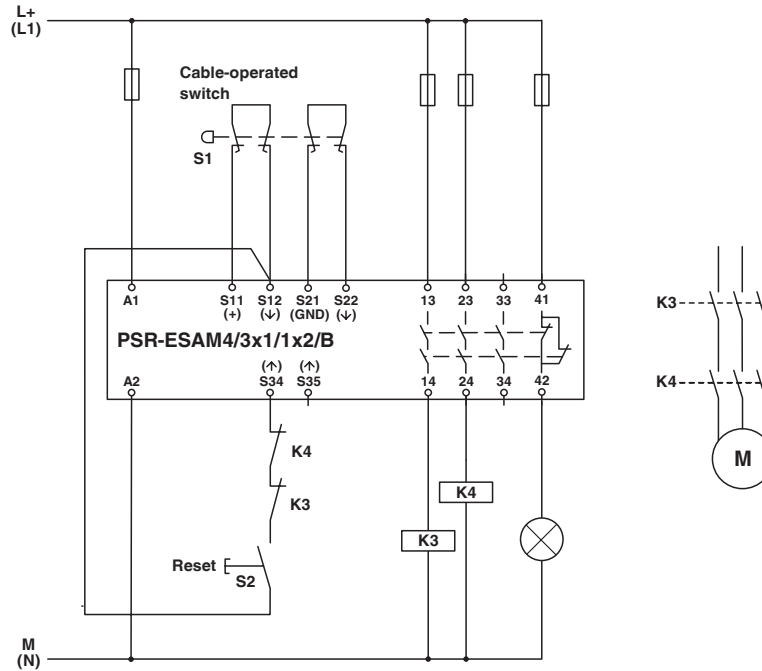 L+
(L1)
Cable-operated
switch
S1
A1
S11
(+)
S12
(↓)
S21
(GND)
S22
(↓)
13
23
33
41
PSR-ESAM4/3x1/1x2/B
A2
(↑)
S34
(↑)
S35
14
24
34
42
K3
K4
M
K4
K3
K4
K3
Reset
S2
M
(N)